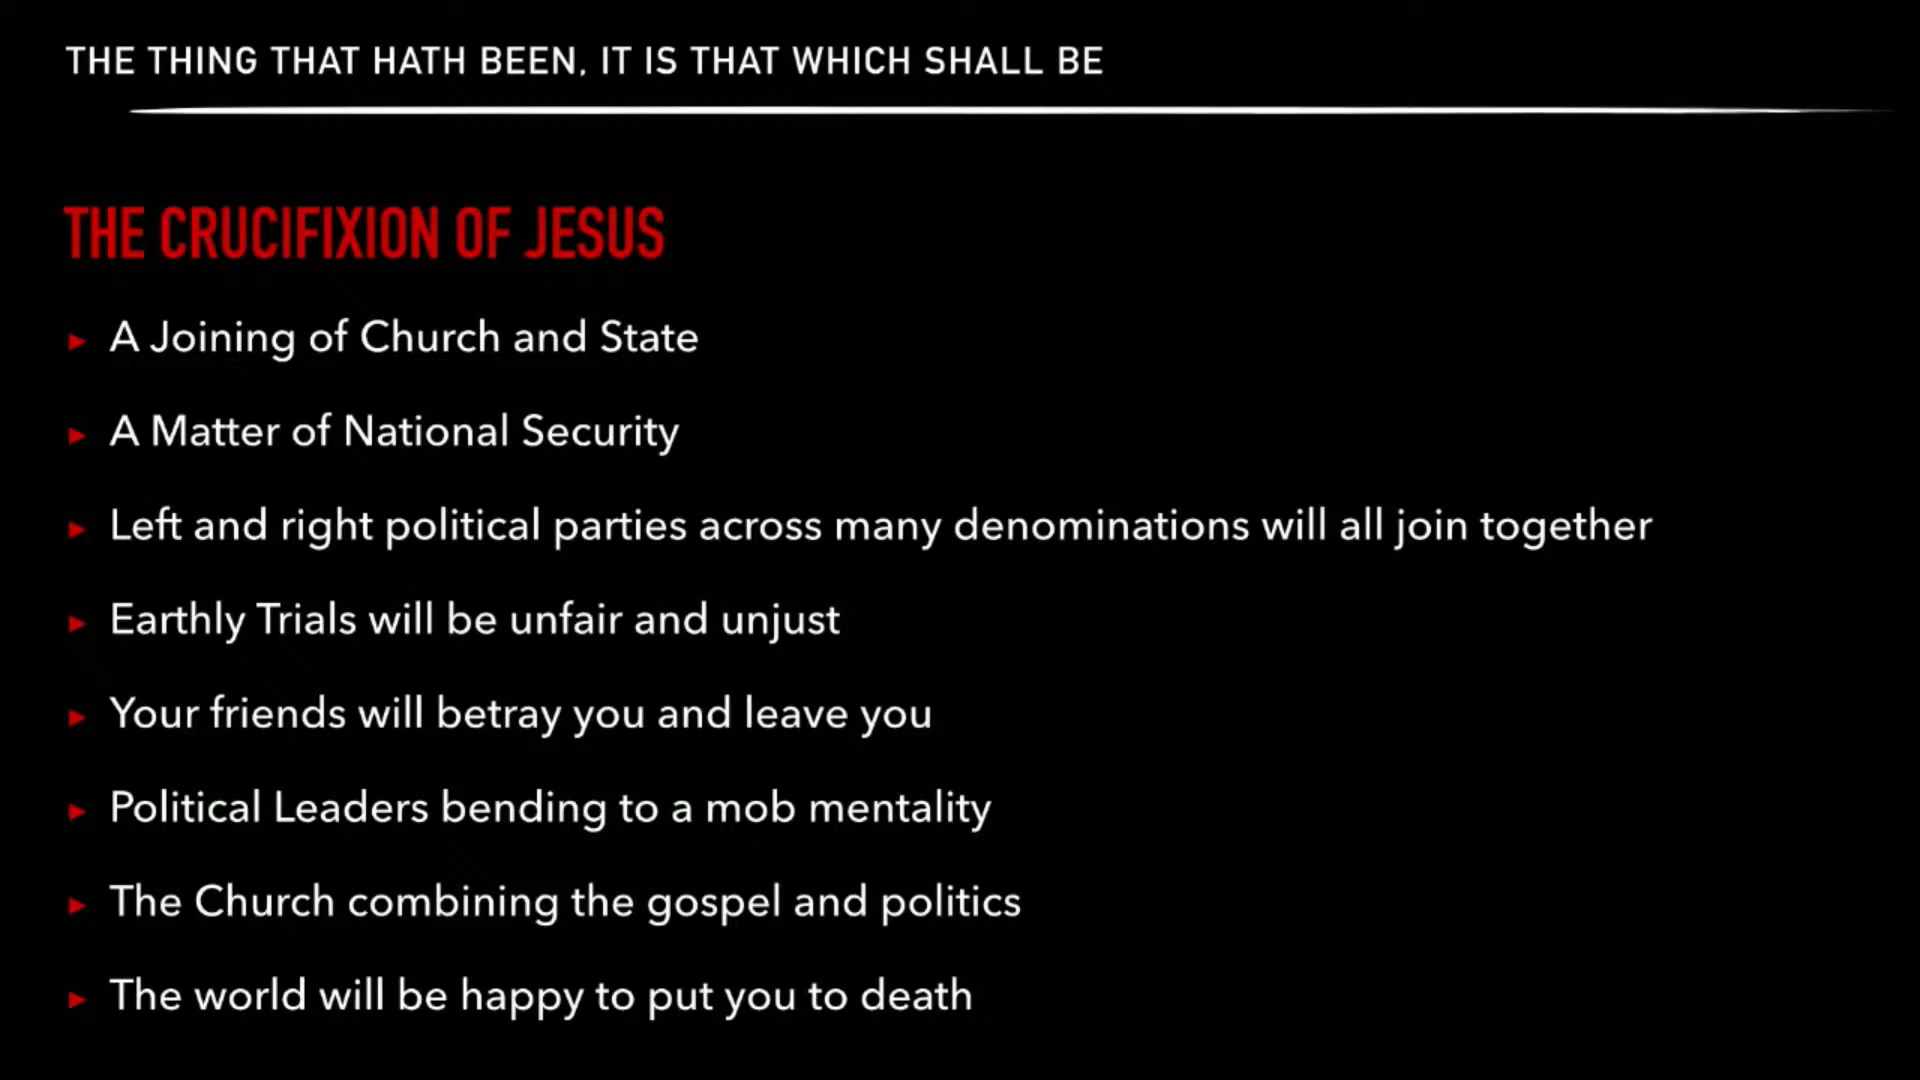 THE THING THAT HATH BEEN, IT IS THAT WHICH SHALL BE
THE CRUCIFIXION OF JESUS
▸ A Joining of Church and State
▸ A Matter of National Security
▸ Left and right political parties across many denominations will all join together
▸ Earthly Trials will be unfair and unjust
▸ Your friends will betray you and leave you
▸ Political Leaders bending to a mob mentality
▸ The Church combining the gospel and politics
▸ The world will be happy to put you to death